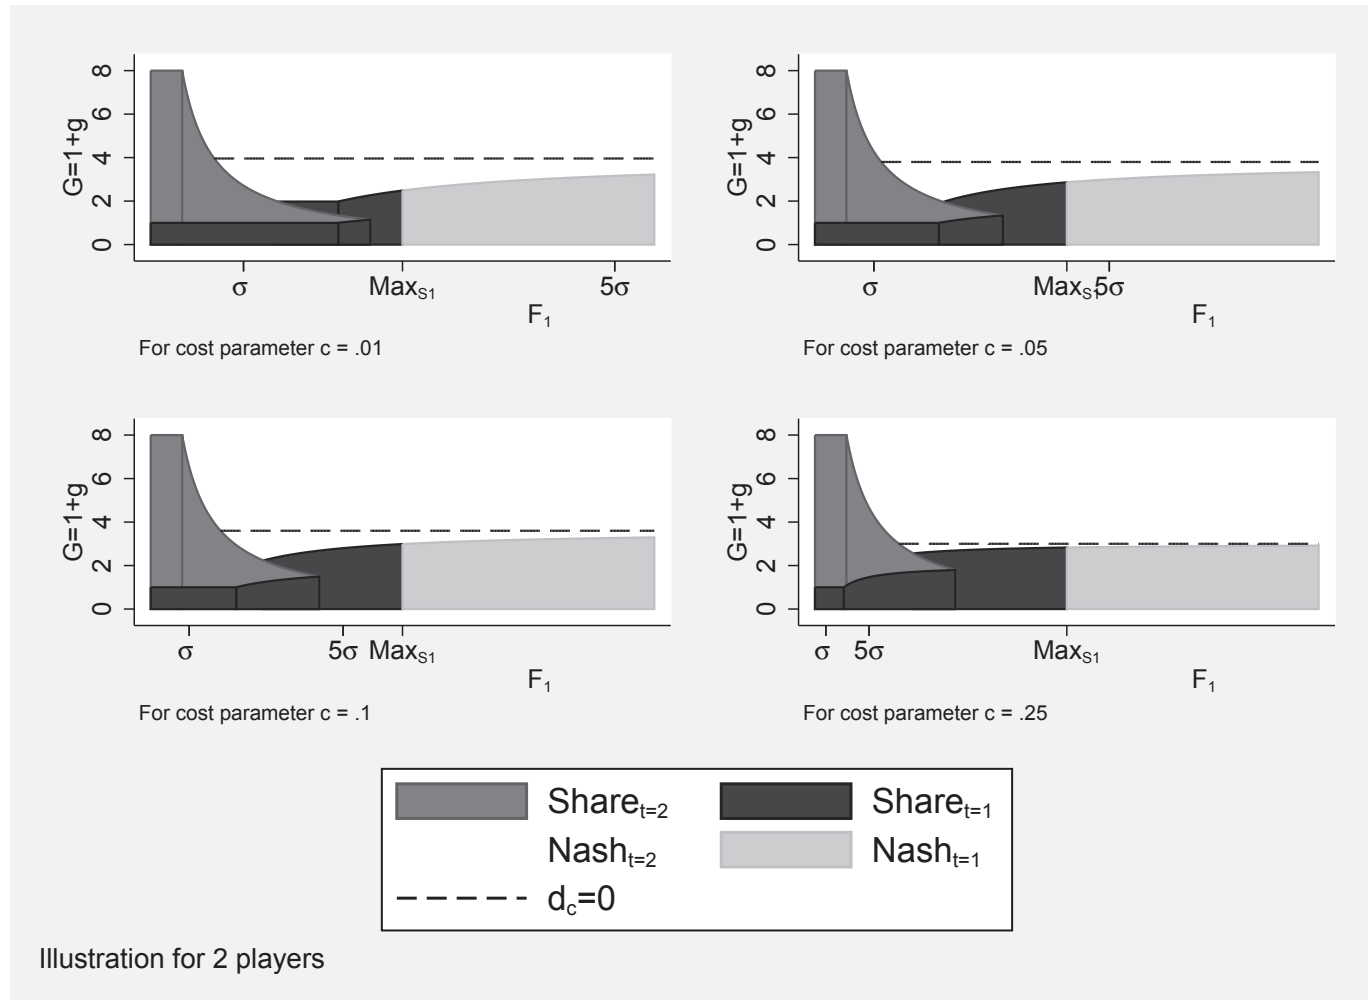 G=1+g
8
6
4
2
0
σ
Max_S1
5σ
F_1
For cost parameter c = .01
G=1+g
8
6
4
2
0
σ
Max_S1
5σ
F_1
For cost parameter c = .05
G=1+g
8
6
4
2
0
σ
5σ
Max_S1
F_1
For cost parameter c = .1
G=1+g
8
6
4
2
0
σ
5σ
Max_S1
F_1
For cost parameter c = .25
Share_t=2
Share_t=1
Nash_t=2
Nash_t=1
d_c=0
Illustration for 2 players